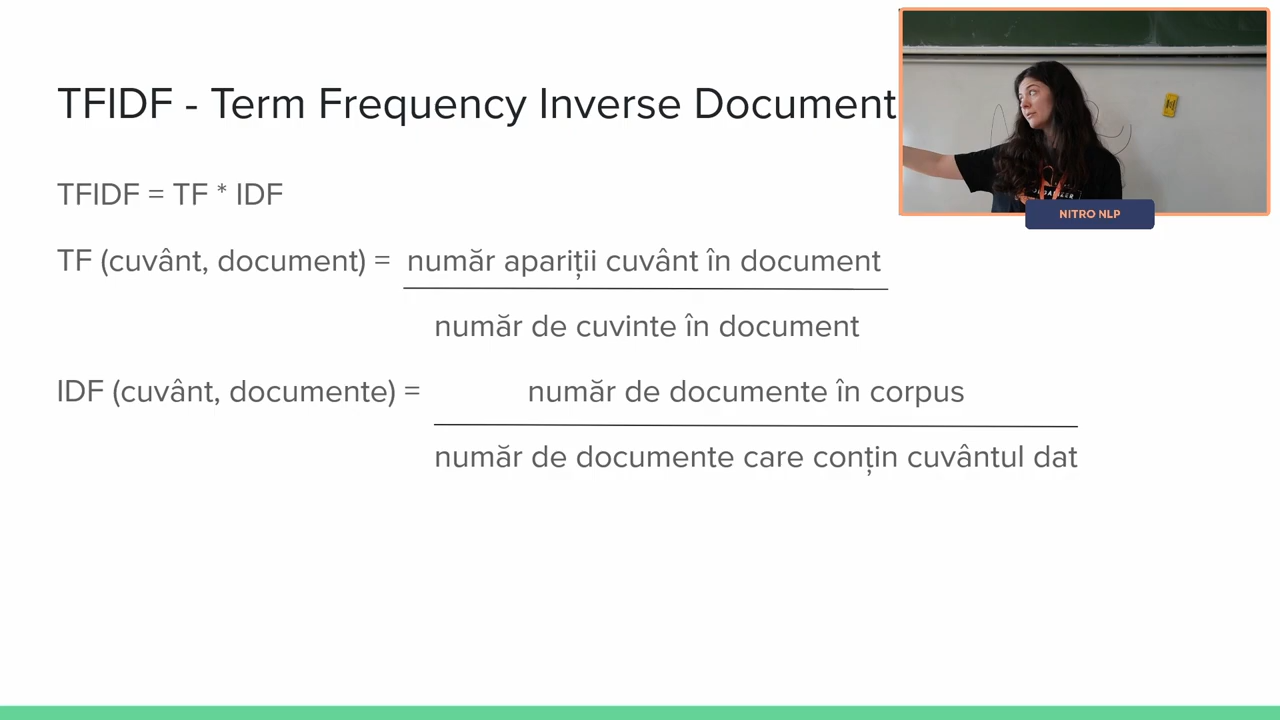 TFIDF - Term Frequency Inverse Document
TFIDF = TF * IDF
TF (cuvânt, document) = număr apariții cuvânt în document
număr de cuvinte în document
IDF (cuvânt, documente) = număr de documente în corpus
număr de documente care conțin cuvântul dat
NITRO NLP